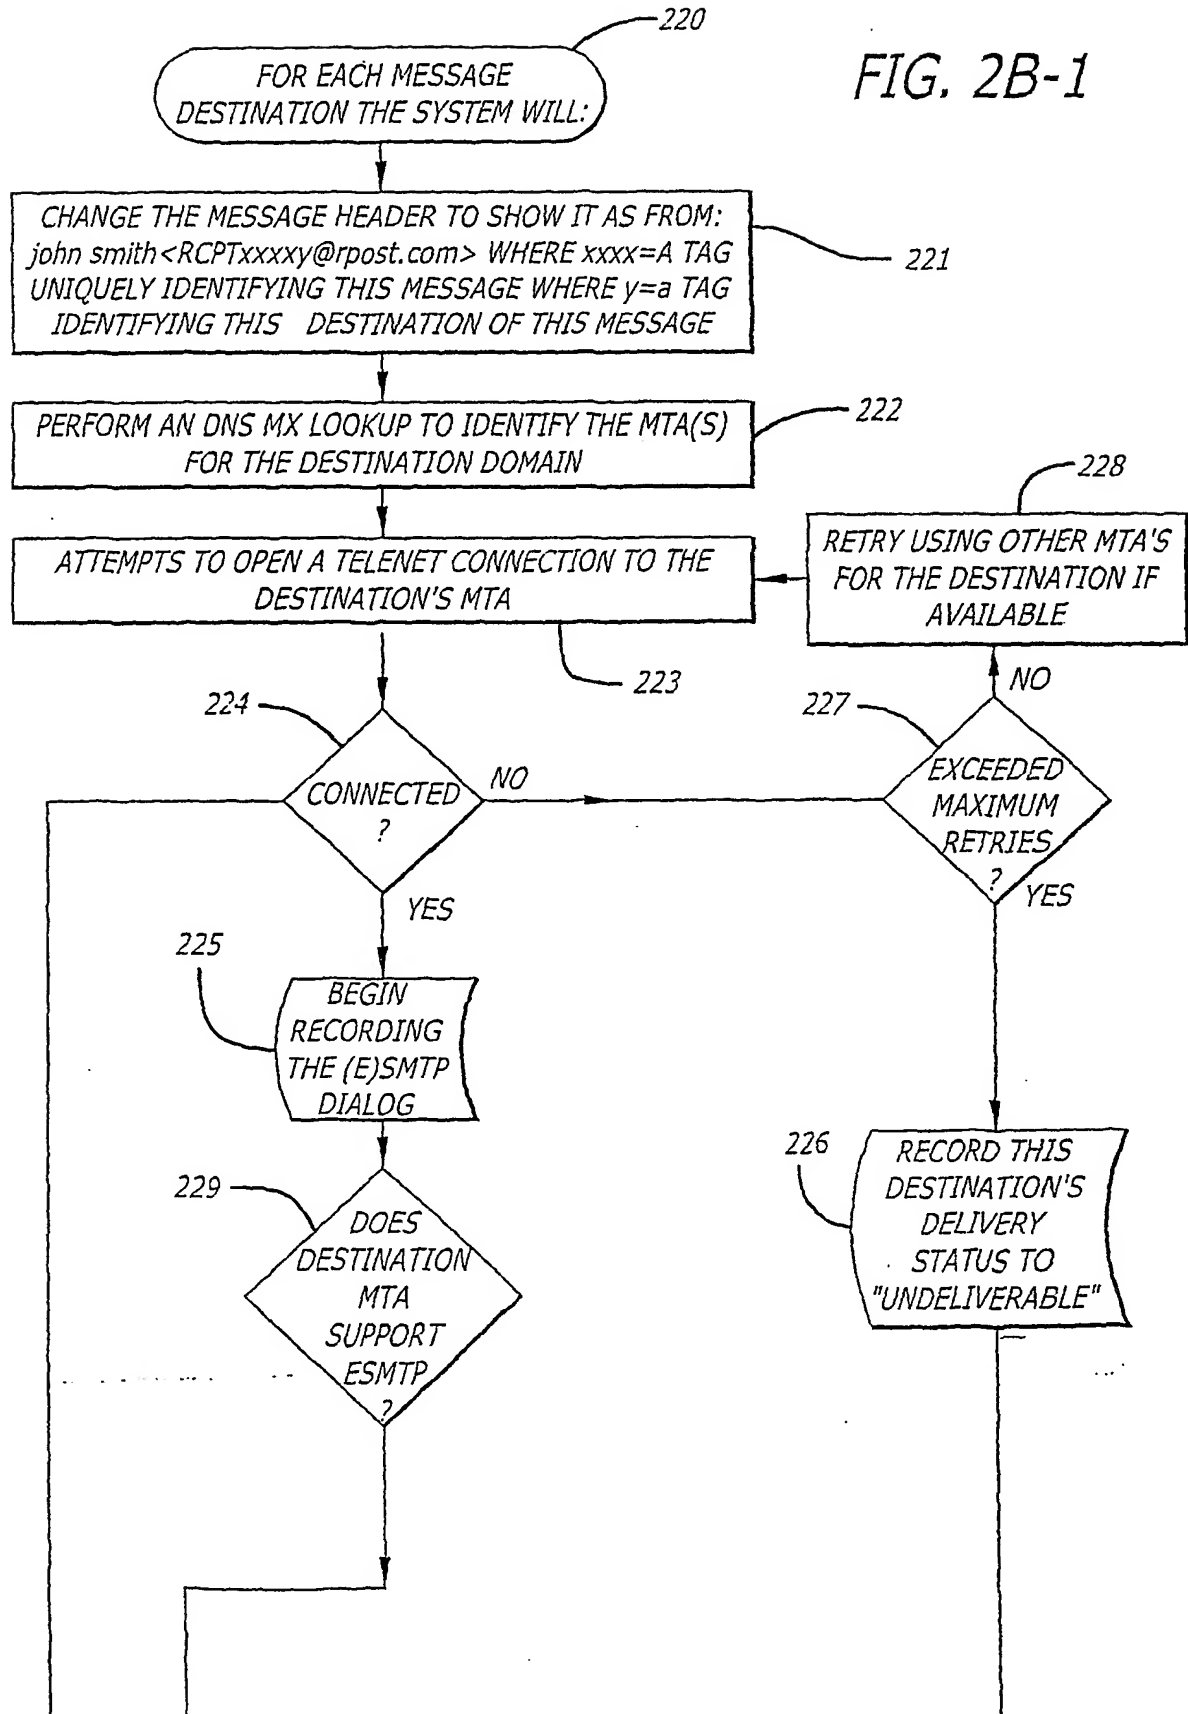 220
FIG. 2B-1
FOR EACH MESSAGE
DESTINATION THE SYSTEM WILL:
CHANGE THE MESSAGE HEADER TO SHOW IT AS FROM:
john smith<RCPTxxxxy@rpost.com> WHERE xxxx=A TAG
UNIQUELY IDENTIFYING THIS MESSAGE WHERE y=a TAG
IDENTIFYING THIS DESTINATION OF THIS MESSAGE
221
PERFORM AN DNS MX LOOKUP TO IDENTIFY THE MTA(S)
FOR THE DESTINATION DOMAIN
222
228
ATTEMPTS TO OPEN A TELENET CONNECTION TO THE
DESTINATION'S MTA
223
RETRY USING OTHER MTA'S
FOR THE DESTINATION IF
AVAILABLE
NO
224
CONNECTED
?
NO
YES
227
EXCEEDED
MAXIMUM
RETRIES
?
YES
225
BEGIN
RECORDING
THE (E)SMTP
DIALOG
226
RECORD THIS
DESTINATION'S
DELIVERY
STATUS TO
"UNDELIVERABLE"
229
DOES
DESTINATION
MTA
SUPPORT
ESMTP
?